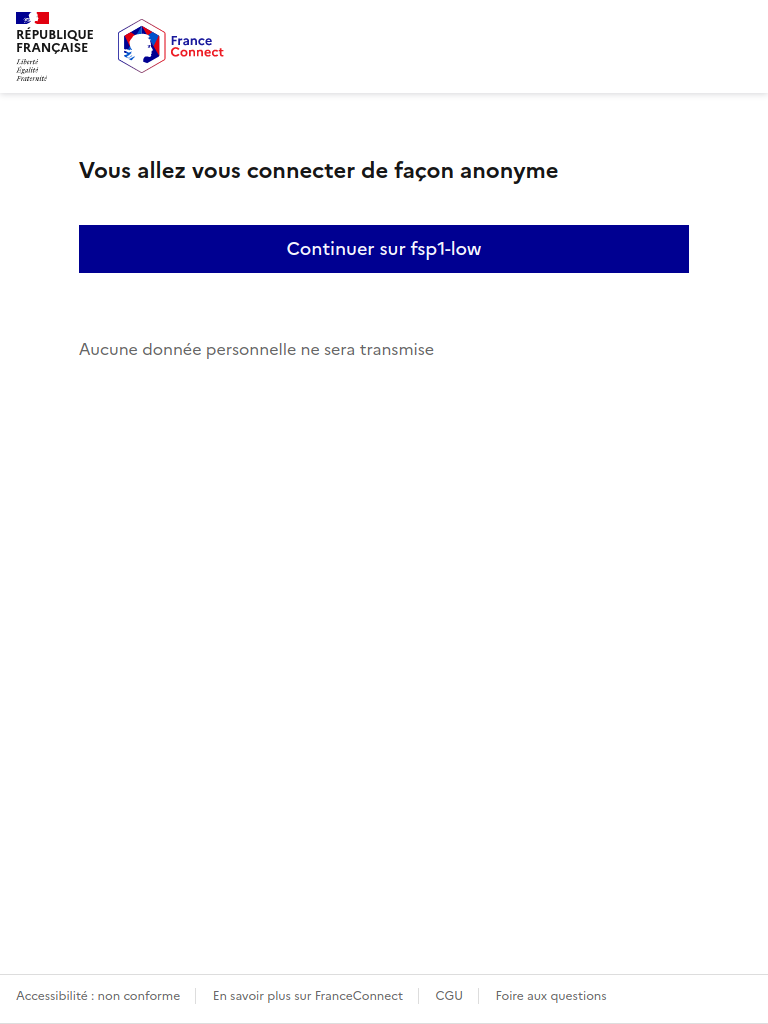 RÉPUBLIQUE
FRANÇAISE
Liberté
Égalité
Fraternité
France
Connect
Vous allez vous connecter de façon anonyme
Continuer sur fsp1-low
Aucune donnée personnelle ne sera transmise
Accessibilité : non conforme
En savoir plus sur FranceConnect
CGU
Foire aux questions